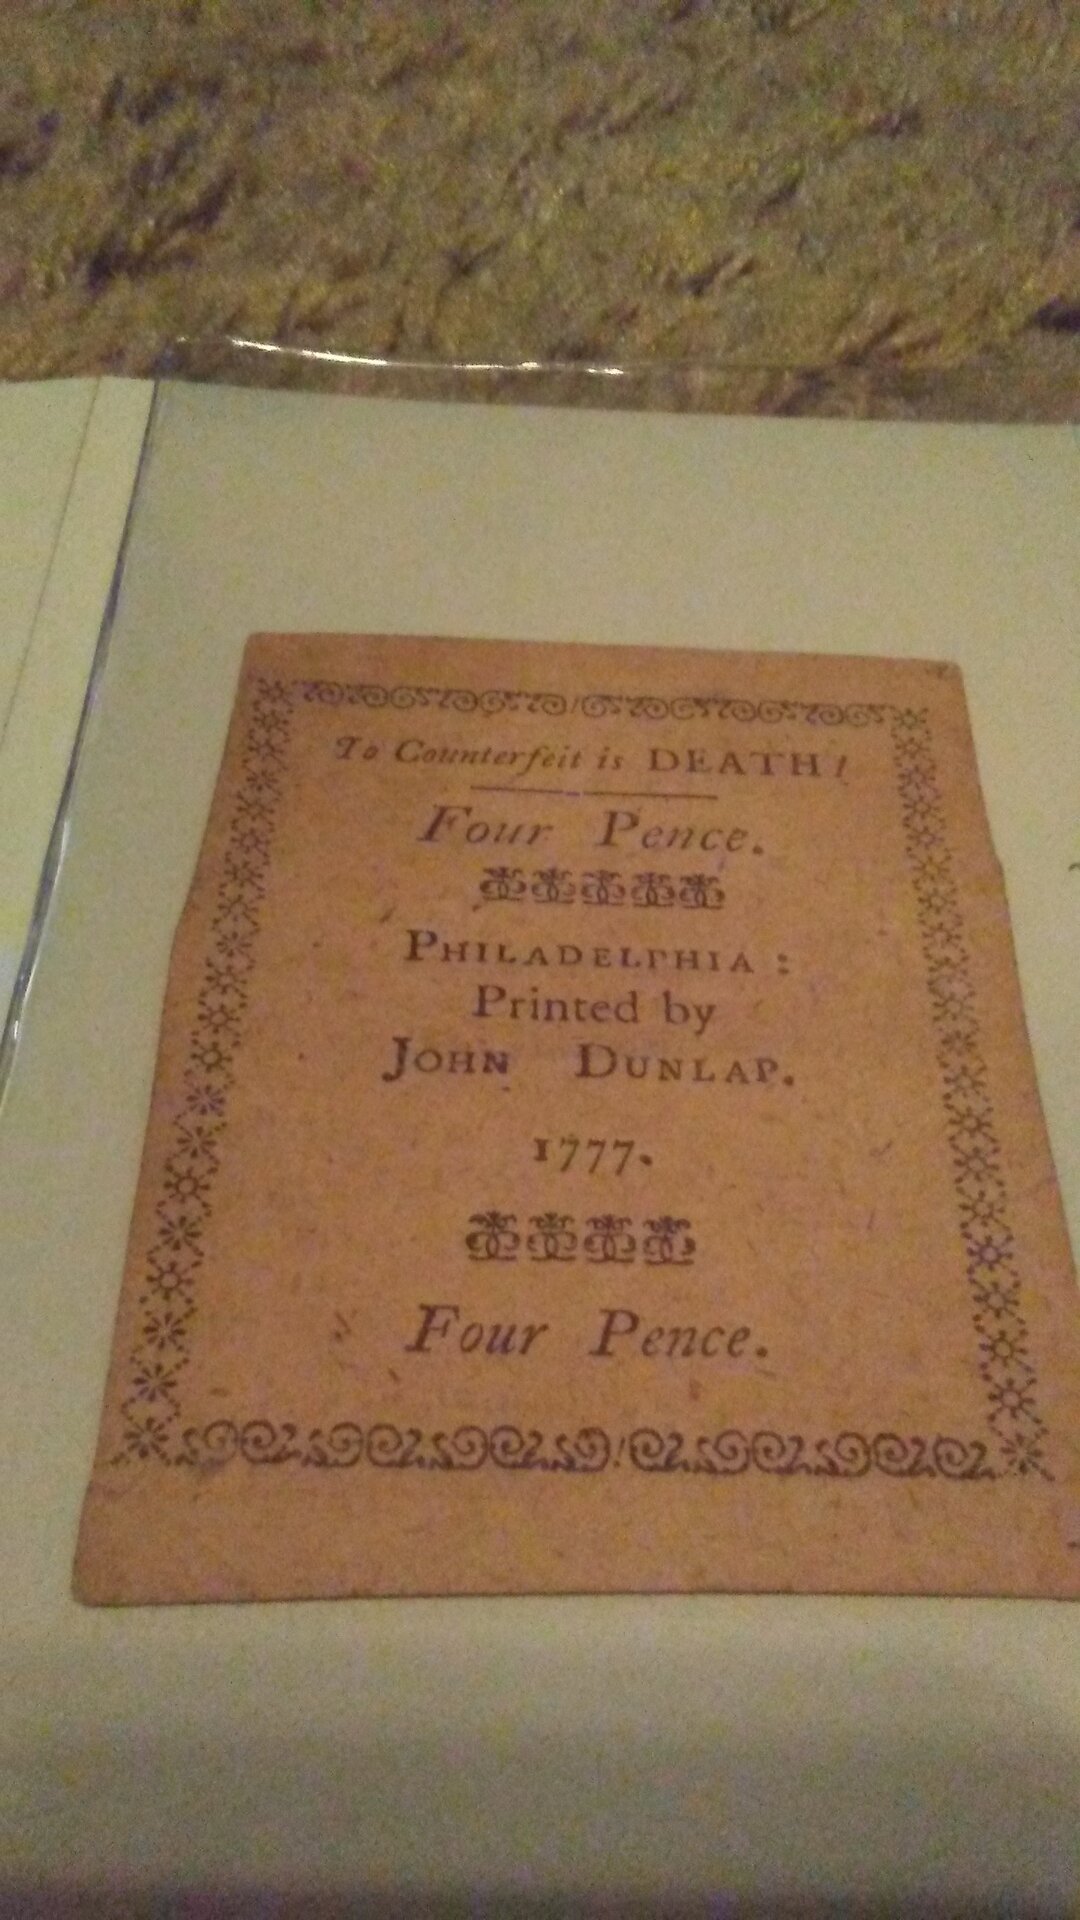 To Counterfeit is DEATH!
Four Pence.
PHILADELPHIA:
Printed by
JOHN DUNLAP.
1777.
Four Pence.